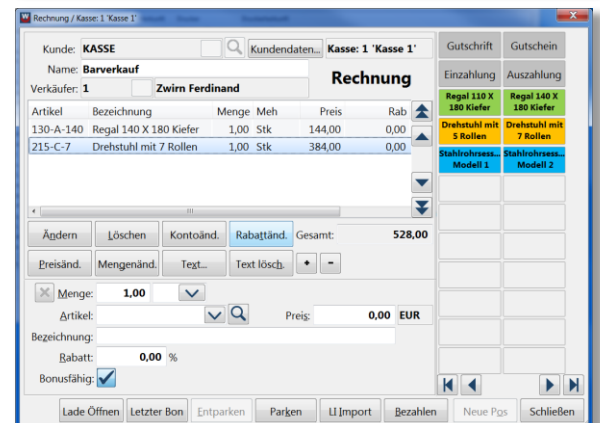 Rechnung / Kasse: 1 'Kasse 1'
Kunde: KASSE Kundendaten... Kasse: 1 'Kasse 1'
Name: Barverkauf
Rechnung
Verkäufer: 1 Zwirn Ferdinand
Artikel Bezeichnung Menge Meh Preis Rab
130-A-140 Regal 140 X 180 Kiefer 1,00 Stk 144,00 0,00
215-C-7 Drehstuhl mit 7 Rollen 1,00 Stk 384,00 0,00
Ändern Löschen Kontoänd. Rabattänd. Gesamt: 528,00
Preisänd. Mengenänd. Text... Text lösch. + -
Menge: 1,00
Artikel: Preis: 0,00 EUR
Bezeichnung:
Rabatt: 0,00 %
Bonusfähig:
Gutschrift Gutschein
Einzahlung Auszahlung
Regal 110 X Regal 140 X
180 Kiefer 180 Kiefer
Drehstuhl mit Drehstuhl mit
5 Rollen 7 Rollen
Stahlrohrsess... Stahlrohrsess...
Modell 1 Modell 2
Lade Öffnen Letzter Bon Entparken Parken LI Import Bezahlen Neue Pos Schließen